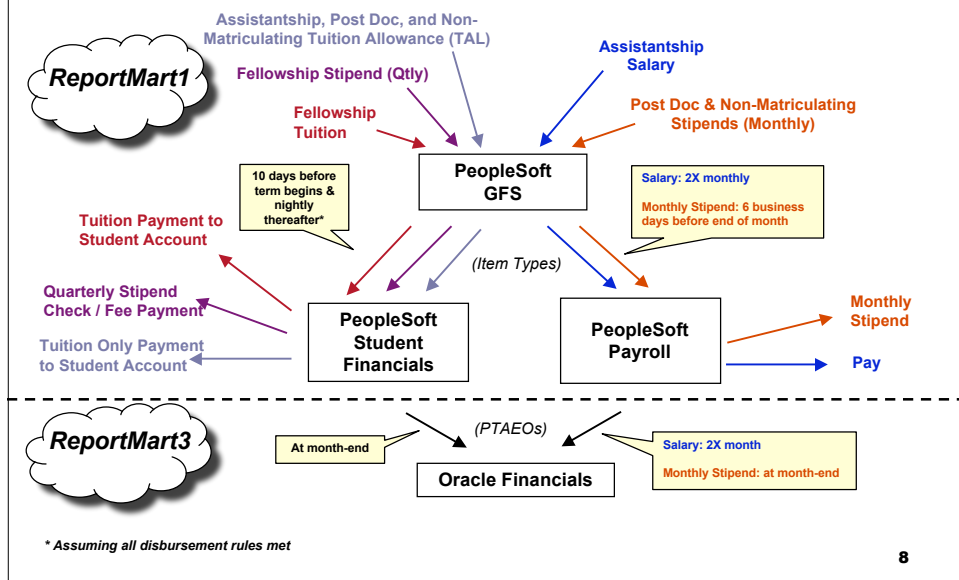 Assistantship, Post Doc, and Non-
Matriculating Tuition Allowance (TAL)
ReportMart1
Fellowship Stipend (Qtly)
Assistantship
Salary
Fellowship
Tuition
Post Doc & Non-Matriculating
Stipends (Monthly)
PeopleSoft
GFS
10 days before
term begins &
nightly
thereafter*
Salary: 2X monthly
Monthly Stipend: 6 business
days before end of month
Tuition Payment to
Student Account
(Item Types)
Quarterly Stipend
Check / Fee Payment
Tuition Only Payment
to Student Account
PeopleSoft
Student
Financials
PeopleSoft
Payroll
Monthly
Stipend
Pay
ReportMart3
(PTAEOs)
At month-end
Salary: 2X month
Monthly Stipend: at month-end
Oracle Financials
* Assuming all disbursement rules met
8